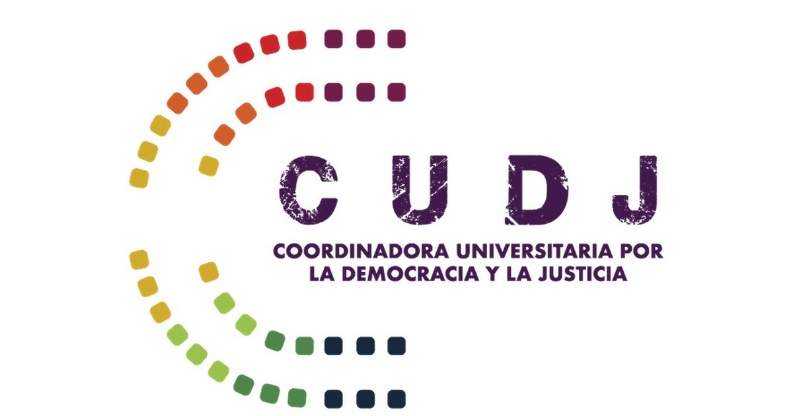 CUDJ
COORDINADORA UNIVERSITARIA POR
LA DEMOCRACIA Y LA JUSTICIA